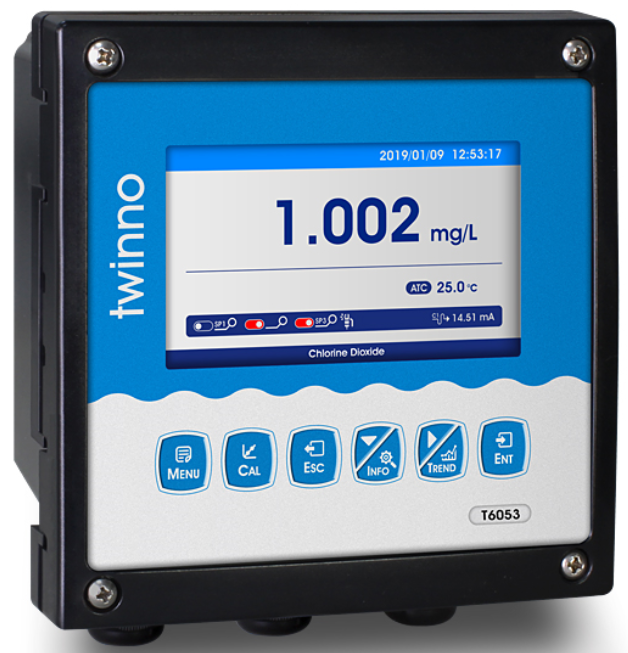 twinno
2019/01/09 12:53:17
1.002 mg/L
ATC 25.0 °C
SP1 SP3 14.51 mA
Chlorine Dioxide
MENU CAL ESC INFO TREND ENT
T6053